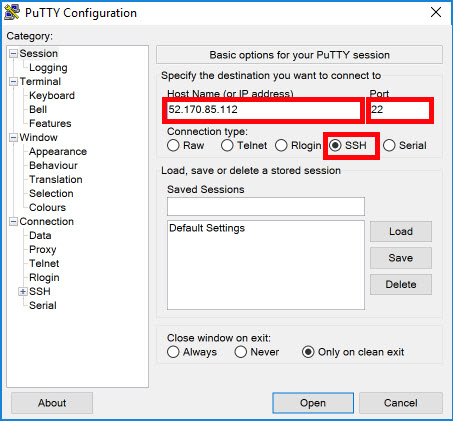 PuTTY Configuration
Category:
Session
Logging
Terminal
Keyboard
Bell
Features
Window
Appearance
Behaviour
Translation
Selection
Colours
Connection
Data
Proxy
Telnet
Rlogin
SSH
Serial
Basic options for your PuTTY session
Specify the destination you want to connect to
Host Name (or IP address) Port
52.170.85.112 22
Connection type:
Raw Telnet Rlogin SSH Serial
Load, save or delete a stored session
Saved Sessions
Default Settings
Load
Save
Delete
Close window on exit:
Always Never Only on clean exit
About Open Cancel